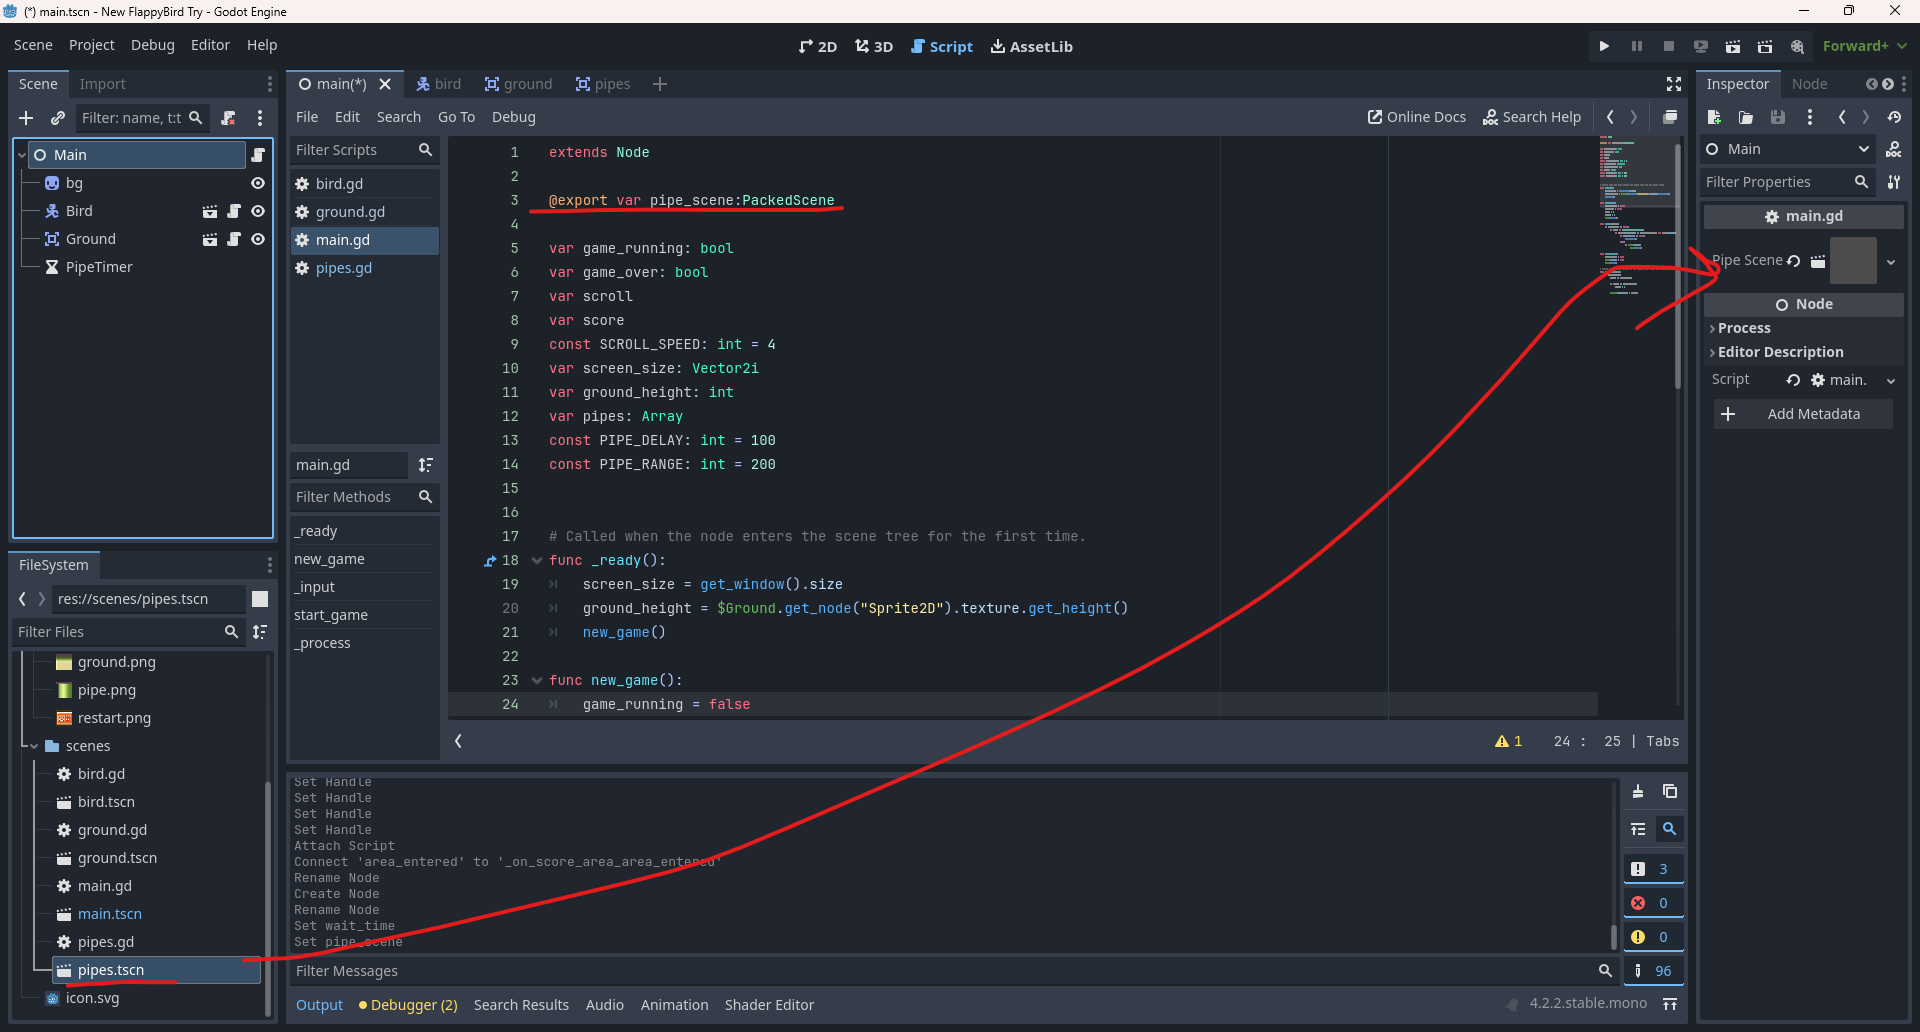 (*) main.tscn - New FlappyBird Try - Godot Engine
Scene Project Debug Editor Help
2D 3D Script AssetLib
Forward+
Scene Import
Filter: name, t:t
Main
bg
Bird
Ground
PipeTimer
FileSystem
res://scenes/pipes.tscn
Filter Files
ground.png
pipe.png
restart.png
scenes
bird.gd
bird.tscn
ground.gd
ground.tscn
main.gd
main.tscn
pipes.gd
pipes.tscn
icon.svg
main(*) bird ground pipes
File Edit Search Go To Debug
Online Docs Search Help
Filter Scripts
bird.gd
ground.gd
main.gd
pipes.gd
main.gd
Filter Methods
_ready
new_game
_input
start_game
_process
1 extends Node
2
3 @export var pipe_scene:PackedScene
4
5 var game_running: bool
6 var game_over: bool
7 var scroll
8 var score
9 const SCROLL_SPEED: int = 4
10 var screen_size: Vector2i
11 var ground_height: int
12 var pipes: Array
13 const PIPE_DELAY: int = 100
14 const PIPE_RANGE: int = 200
15
16
17 # Called when the node enters the scene tree for the first time.
18 func _ready():
19 screen_size = get_window().size
20 ground_height = $Ground.get_node("Sprite2D").texture.get_height()
21 new_game()
22
23 func new_game():
24 game_running = false
1 24 : 25 | Tabs
Set Handle
Set Handle
Set Handle
Set Handle
Attach Script
Connect 'area_entered' to '_on_score_area_area_entered'
Rename Node
Create Node
Rename Node
Set wait_time
Set pipe_scene
Filter Messages
3
0
0
96
Output Debugger (2) Search Results Audio Animation Shader Editor
4.2.2.stable.mono
Inspector Node
Main
Filter Properties
main.gd
Pipe Scene
Node
Process
Editor Description
Script main.
Add Metadata